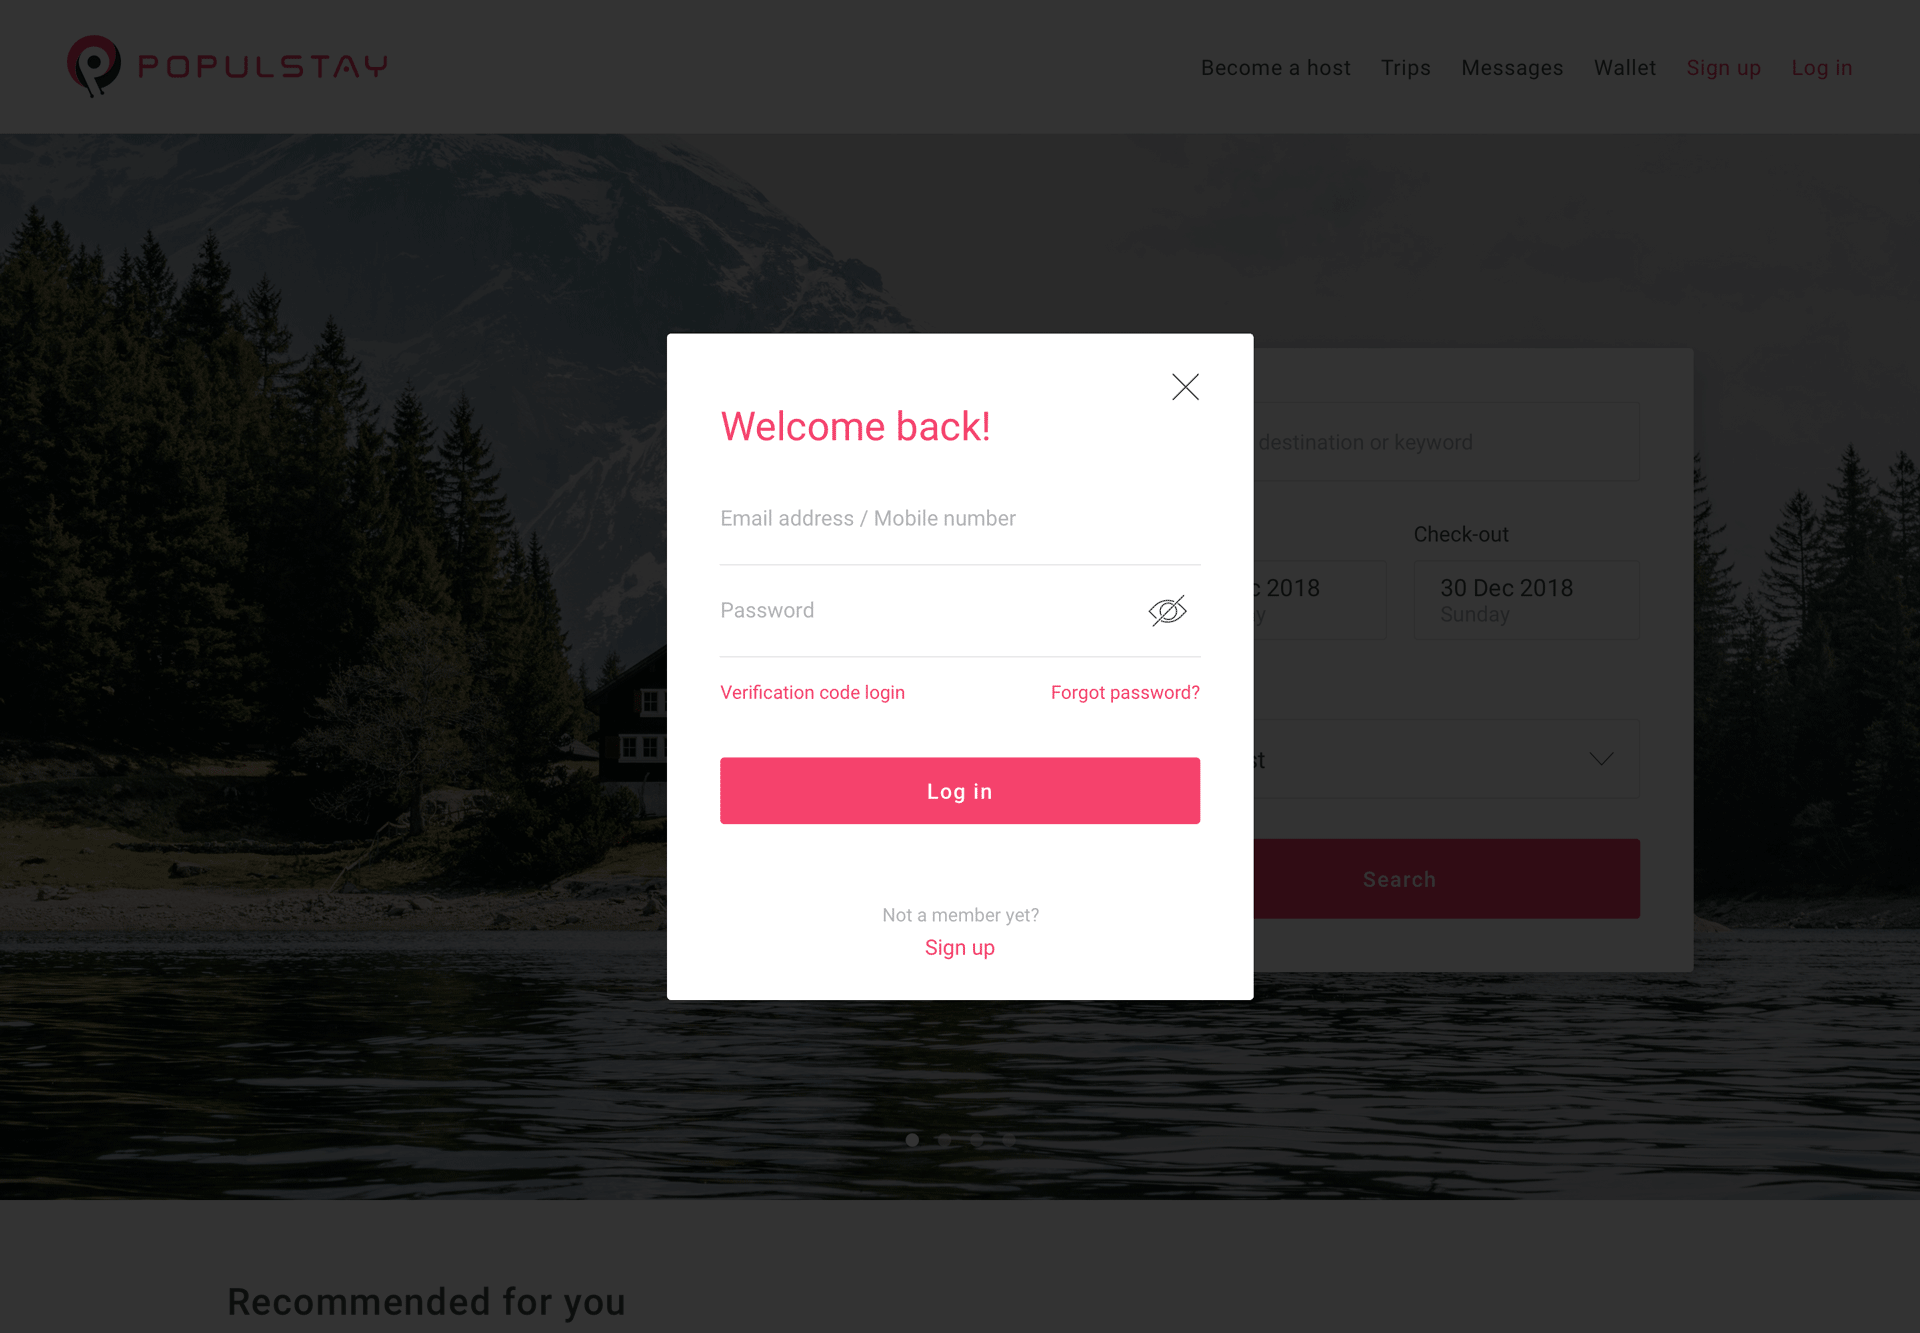 POPULSTAY
Become a host Trips Messages Wallet Sign up Log in
Welcome back!
Email address / Mobile number
Password
Verification code login Forgot password?
Log in
Not a member yet?
Sign up
destination or keyword
Check-out
2018
30 Dec 2018
Sunday
Search
Recommended for you